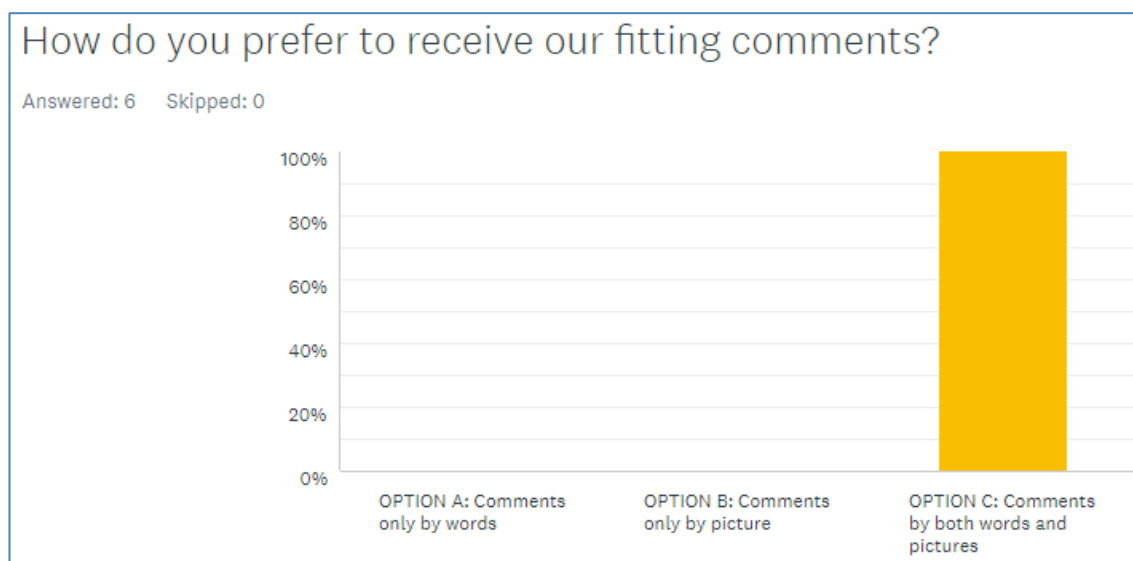 How do you prefer to receive our fitting comments?
Answered: 6 Skipped: 0
100%
80%
60%
40%
20%
0%
OPTION A: Comments
only by words
OPTION B: Comments
only by picture
OPTION C: Comments
by both words and
pictures